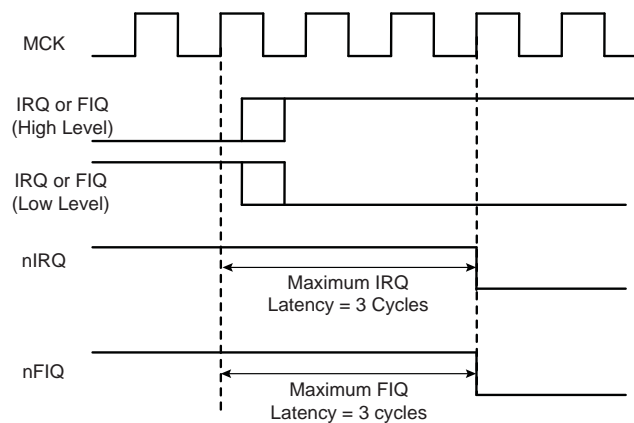 MCK
IRQ or FIQ
(High Level)
IRQ or FIQ
(Low Level)
nIRQ
Maximum IRQ
Latency = 3 Cycles
nFIQ
Maximum FIQ
Latency = 3 cycles